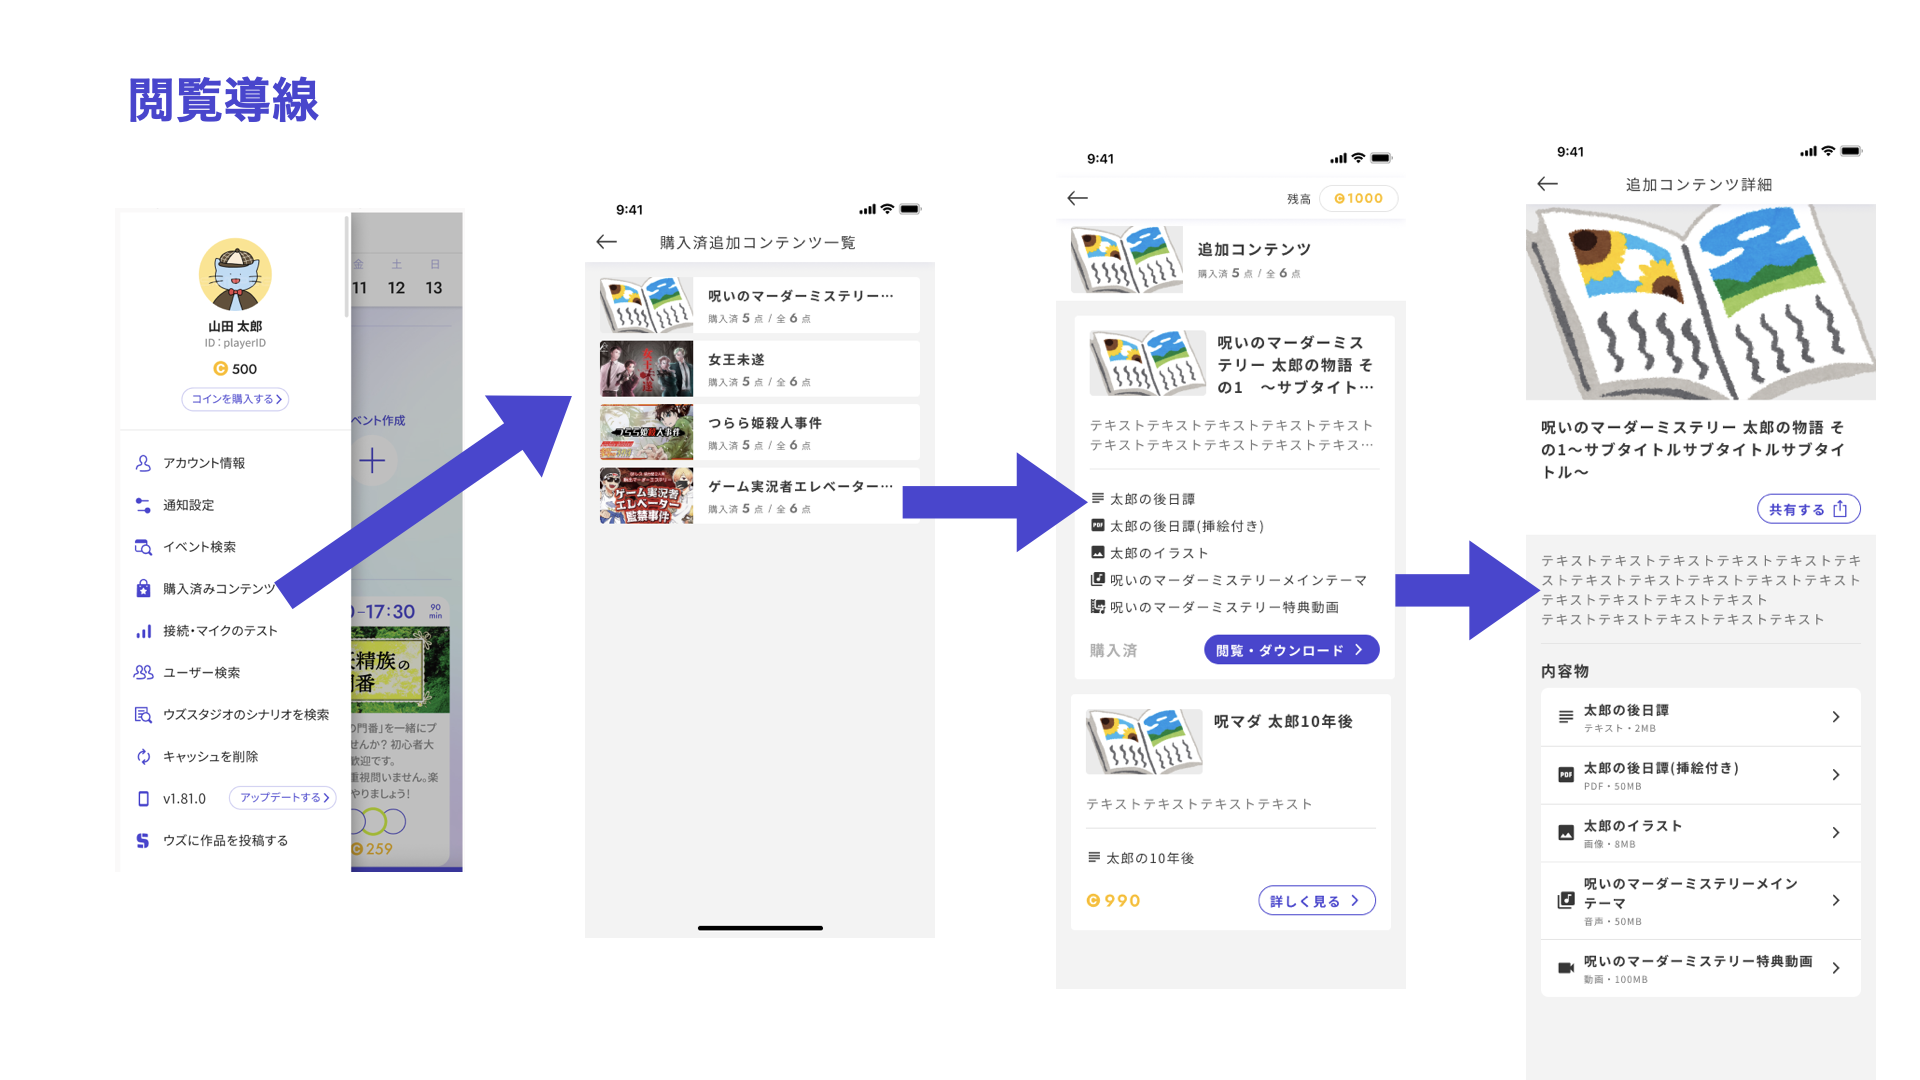 閲覧導線
山田 太郎
ID：playerID
500
コインを購入する
アカウント情報
通知設定
イベント検索
購入済みコンテンツ
接続・マイクのテスト
ユーザー検索
ウズスタジオのシナリオを検索
キャッシュを削除
v1.81.0
アップデートする
ウズに作品を投稿する
金 土 日
11 12 13
ベント作成
–17:30
90
min
精族の
番
の門番」を一緒にプ
せんか？初心者大
歓迎です。
重視問いません。楽
やりましょう！
259
9:41
購入済追加コンテンツ一覧
呪いのマーダーミステリー…
購入済 5 点 / 全 6 点
女王未遂
購入済 5 点 / 全 6 点
つらら姫殺人事件
購入済 5 点 / 全 6 点
ゲーム実況者
エレベーター
監禁事件
ゲーム実況者エレベーター…
購入済 5 点 / 全 6 点
9:41
残高
1000
追加コンテンツ
購入済 5 点 / 全 6 点
呪いのマーダーミス
テリー 太郎の物語 そ
の1　～サブタイト…
テキストテキストテキストテキストテキスト
テキストテキストテキストテキストテキス…
太郎の後日譚
PDF
太郎の後日譚(挿絵付き)
太郎のイラスト
呪いのマーダーミステリーメインテーマ
呪いのマーダーミステリー特典動画
購入済
閲覧・ダウンロード
呪マダ 太郎10年後
テキストテキストテキストテキスト
太郎の10年後
990
詳しく見る
9:41
追加コンテンツ詳細
呪いのマーダーミステリー 太郎の物語 そ
の1～サブタイトルサブタイトルサブタイ
トル～
共有する
テキストテキストテキストテキストテキストテキ
ストテキストテキストテキストテキストテキスト
テキストテキストテキストテキスト
テキストテキストテキストテキストテキスト
内容物
太郎の後日譚
テキスト・2MB
PDF
太郎の後日譚(挿絵付き)
PDF・50MB
太郎のイラスト
画像・8MB
呪いのマーダーミステリーメイン
テーマ
音声・50MB
呪いのマーダーミステリー特典動画
動画・100MB